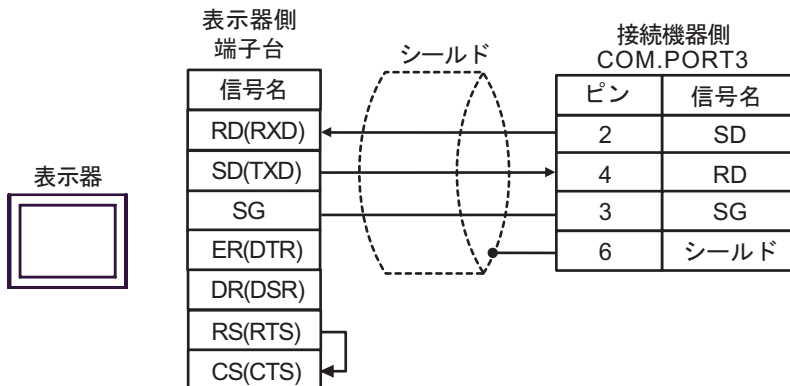 表示器側
端子台
シールド
接続機器側
COM.PORT3
信号名
ピン 信号名
RD(RXD)
2 SD
SD(TXD)
4 RD
表示器
SG
3 SG
ER(DTR)
6 シールド
DR(DSR)
RS(RTS)
CS(CTS)